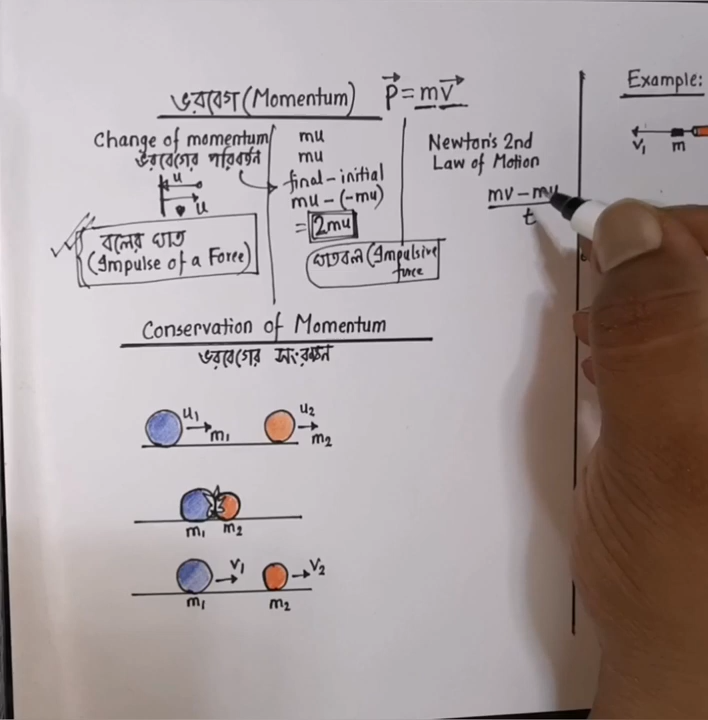 ভরবেগ (Momentum) P = mv
Change of momentum
ভরবেগের পরিবর্তন
u
u
বলের ঘাত
(Impulse of a Force)
mu
mu
final - initial
mu - (-mu)
= 2mu
ঘাতবল (Impulsive
force
Newton's 2nd
Law of Motion
mv - mu
t
Example:
v₁ m
Conservation of Momentum
ভরবেগের সংরক্ষন
u₁ u₂
m₁ m₂
m₁ m₂
v₁ v₂
m₁ m₂